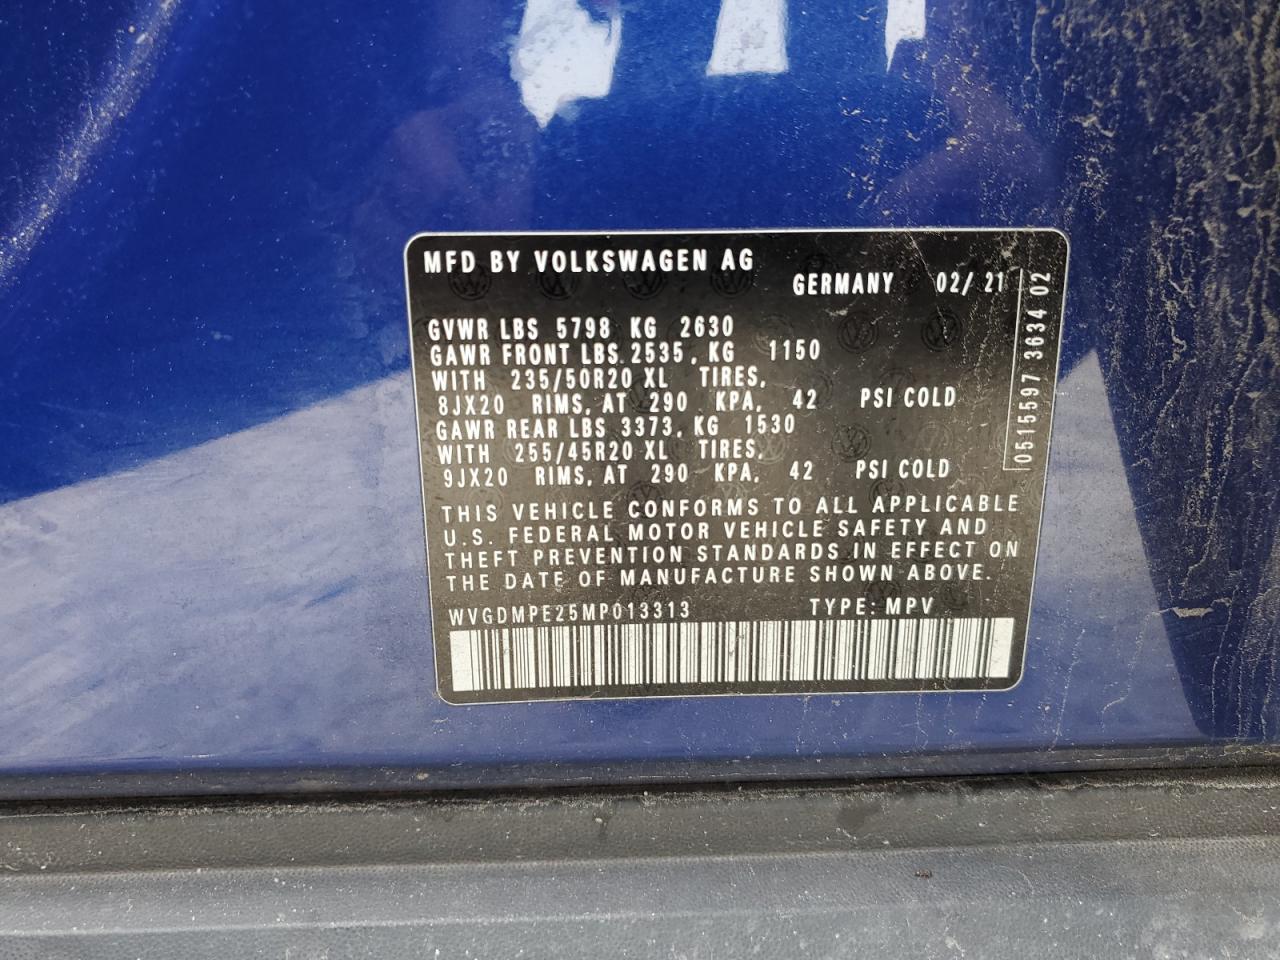 MFD BY VOLKSWAGEN AG
GERMANY 02/21
GVWR LBS 5798 KG 2630
GAWR FRONT LBS. 2535, KG 1150
WITH 235/50R20 XL TIRES,
8JX20 RIMS, AT 290 KPA, 42 PSI COLD
GAWR REAR LBS 3373, KG 1530
WITH 255/45R20 XL TIRES,
9JX20 RIMS, AT 290 KPA, 42 PSI COLD
THIS VEHICLE CONFORMS TO ALL APPLICABLE
U.S. FEDERAL MOTOR VEHICLE SAFETY AND
THEFT PREVENTION STANDARDS IN EFFECT ON
THE DATE OF MANUFACTURE SHOWN ABOVE.
WVGDMPE25MP013313 TYPE: MPV
0515597 3634 02